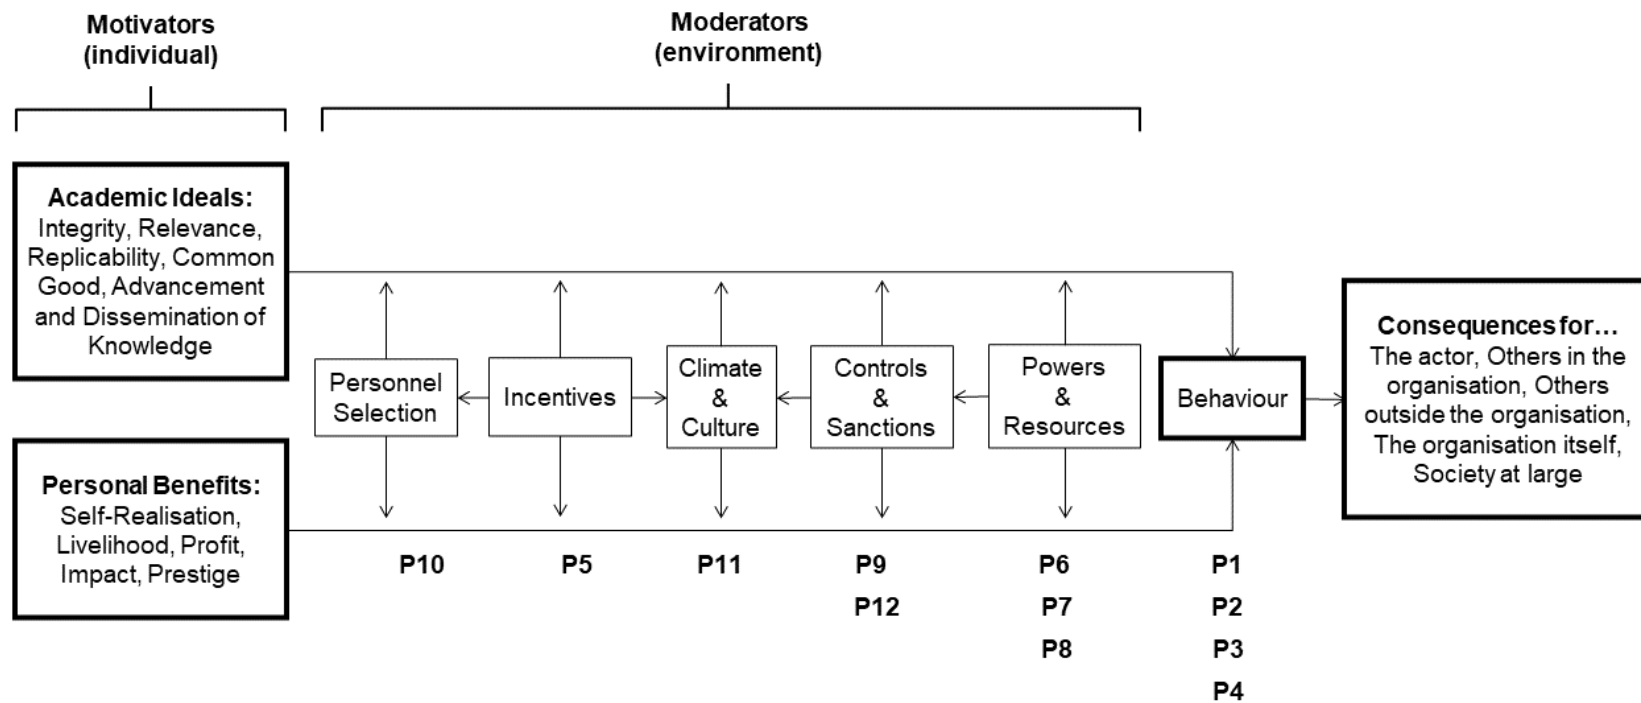 Motivators
(individual)
Moderators
(environment)
Academic Ideals:
Integrity, Relevance,
Replicability, Common
Good, Advancement
and Dissemination of
Knowledge
Personal Benefits:
Self-Realisation,
Livelihood, Profit,
Impact, Prestige
Personnel
Selection
Incentives
Climate
&
Culture
Controls
&
Sanctions
Powers
&
Resources
Behaviour
Consequences for…
The actor, Others in the
organisation, Others
outside the organisation,
The organisation itself,
Society at large
P10
P5
P11
P9
P12
P6
P7
P8
P1
P2
P3
P4